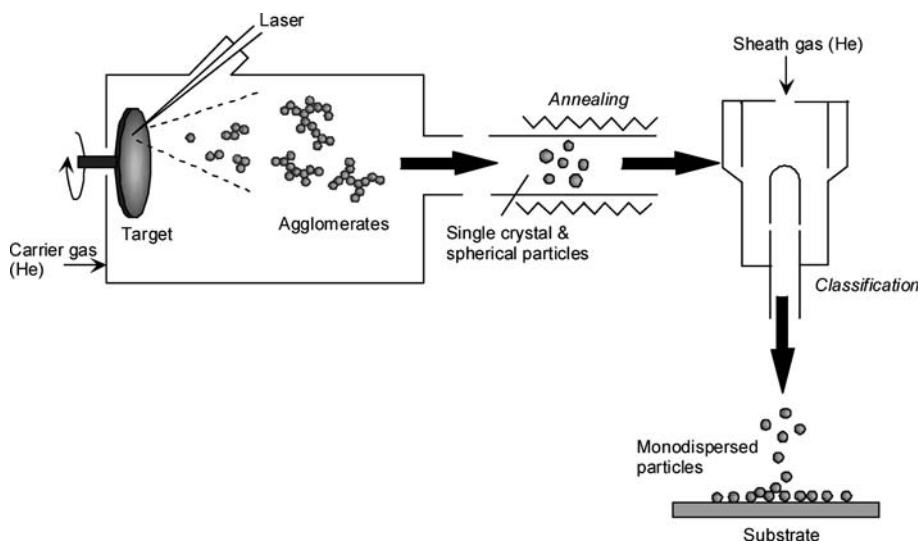 Laser
Sheath gas (He)
Annealing
Target
Agglomerates
Carrier gas
(He)
Single crystal &
spherical particles
Classification
Monodispersed
particles
Substrate